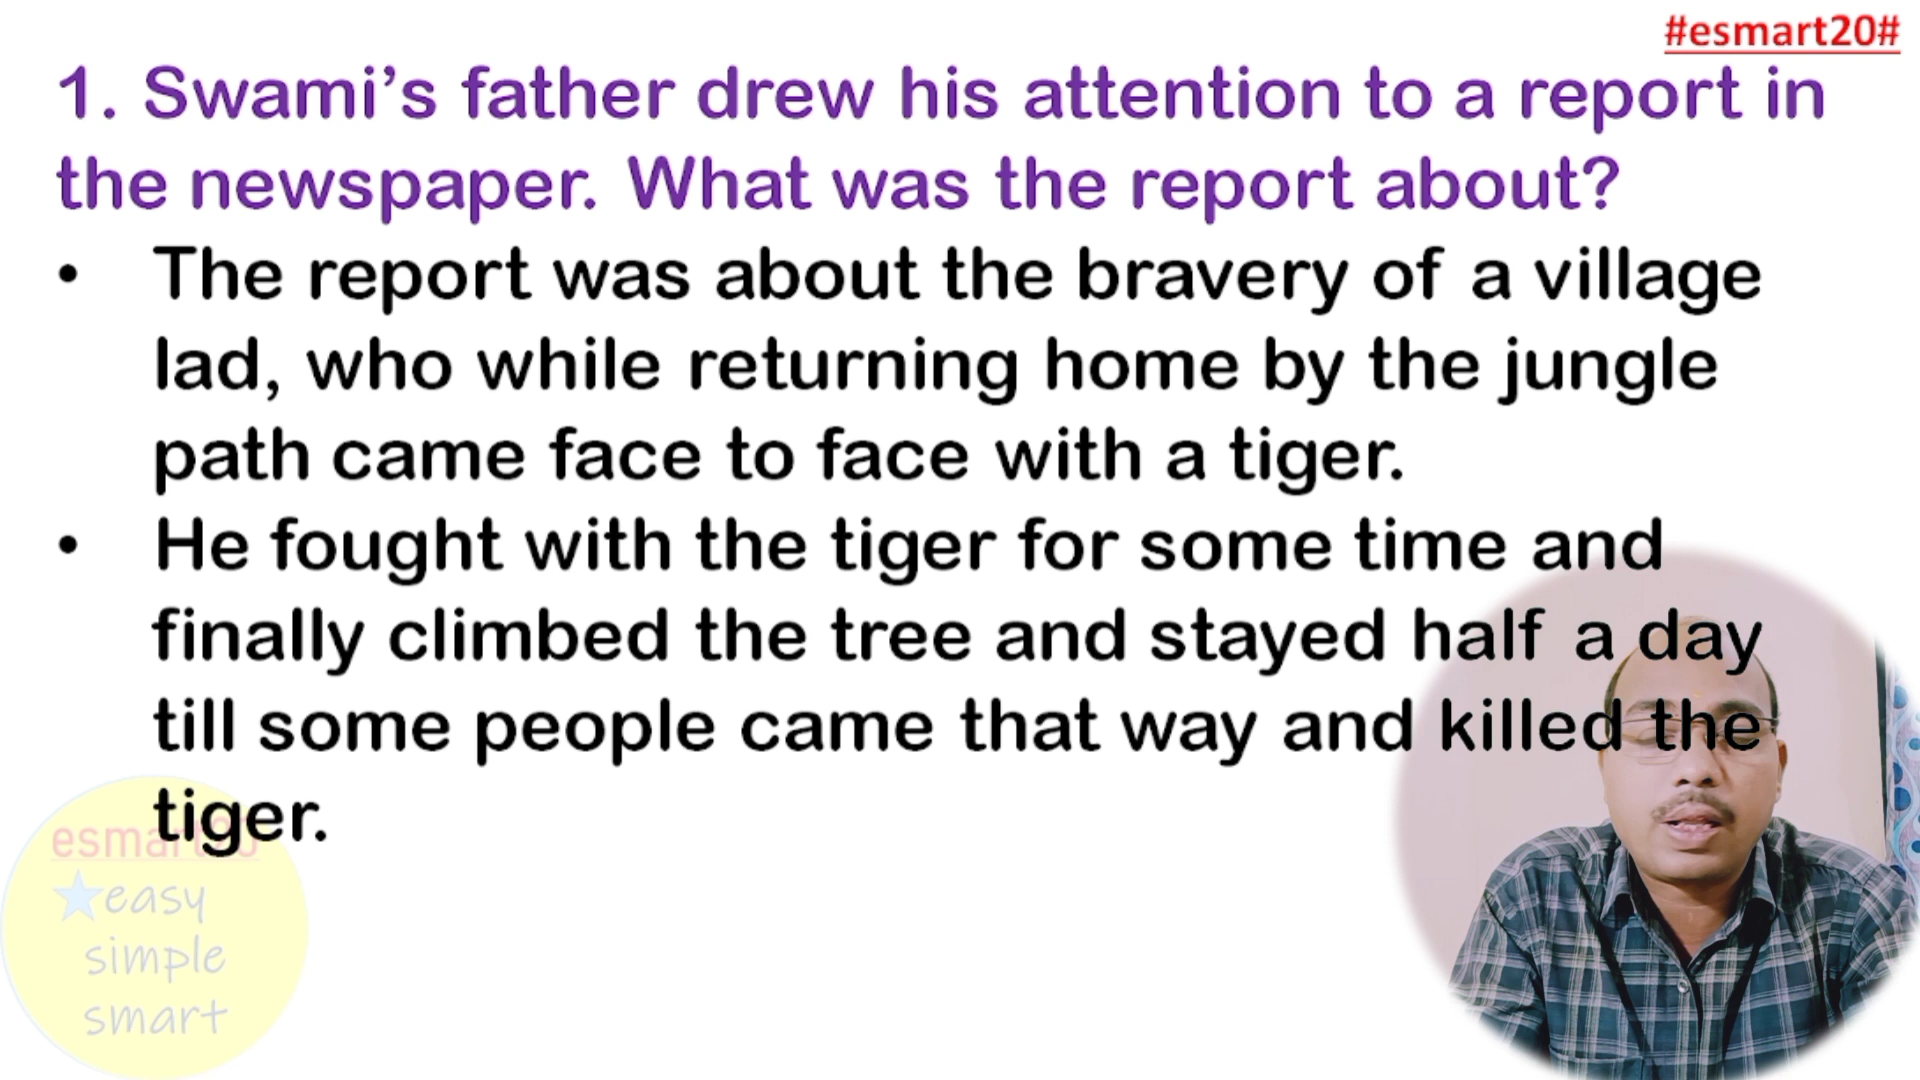 #esmart20#
1. Swami’s father drew his attention to a report in
the newspaper. What was the report about?
• The report was about the bravery of a village
lad, who while returning home by the jungle
path came face to face with a tiger.
• He fought with the tiger for some time and
finally climbed the tree and stayed half a day
till some people came that way and killed the
tiger.
esmart20
easy
simple
smart